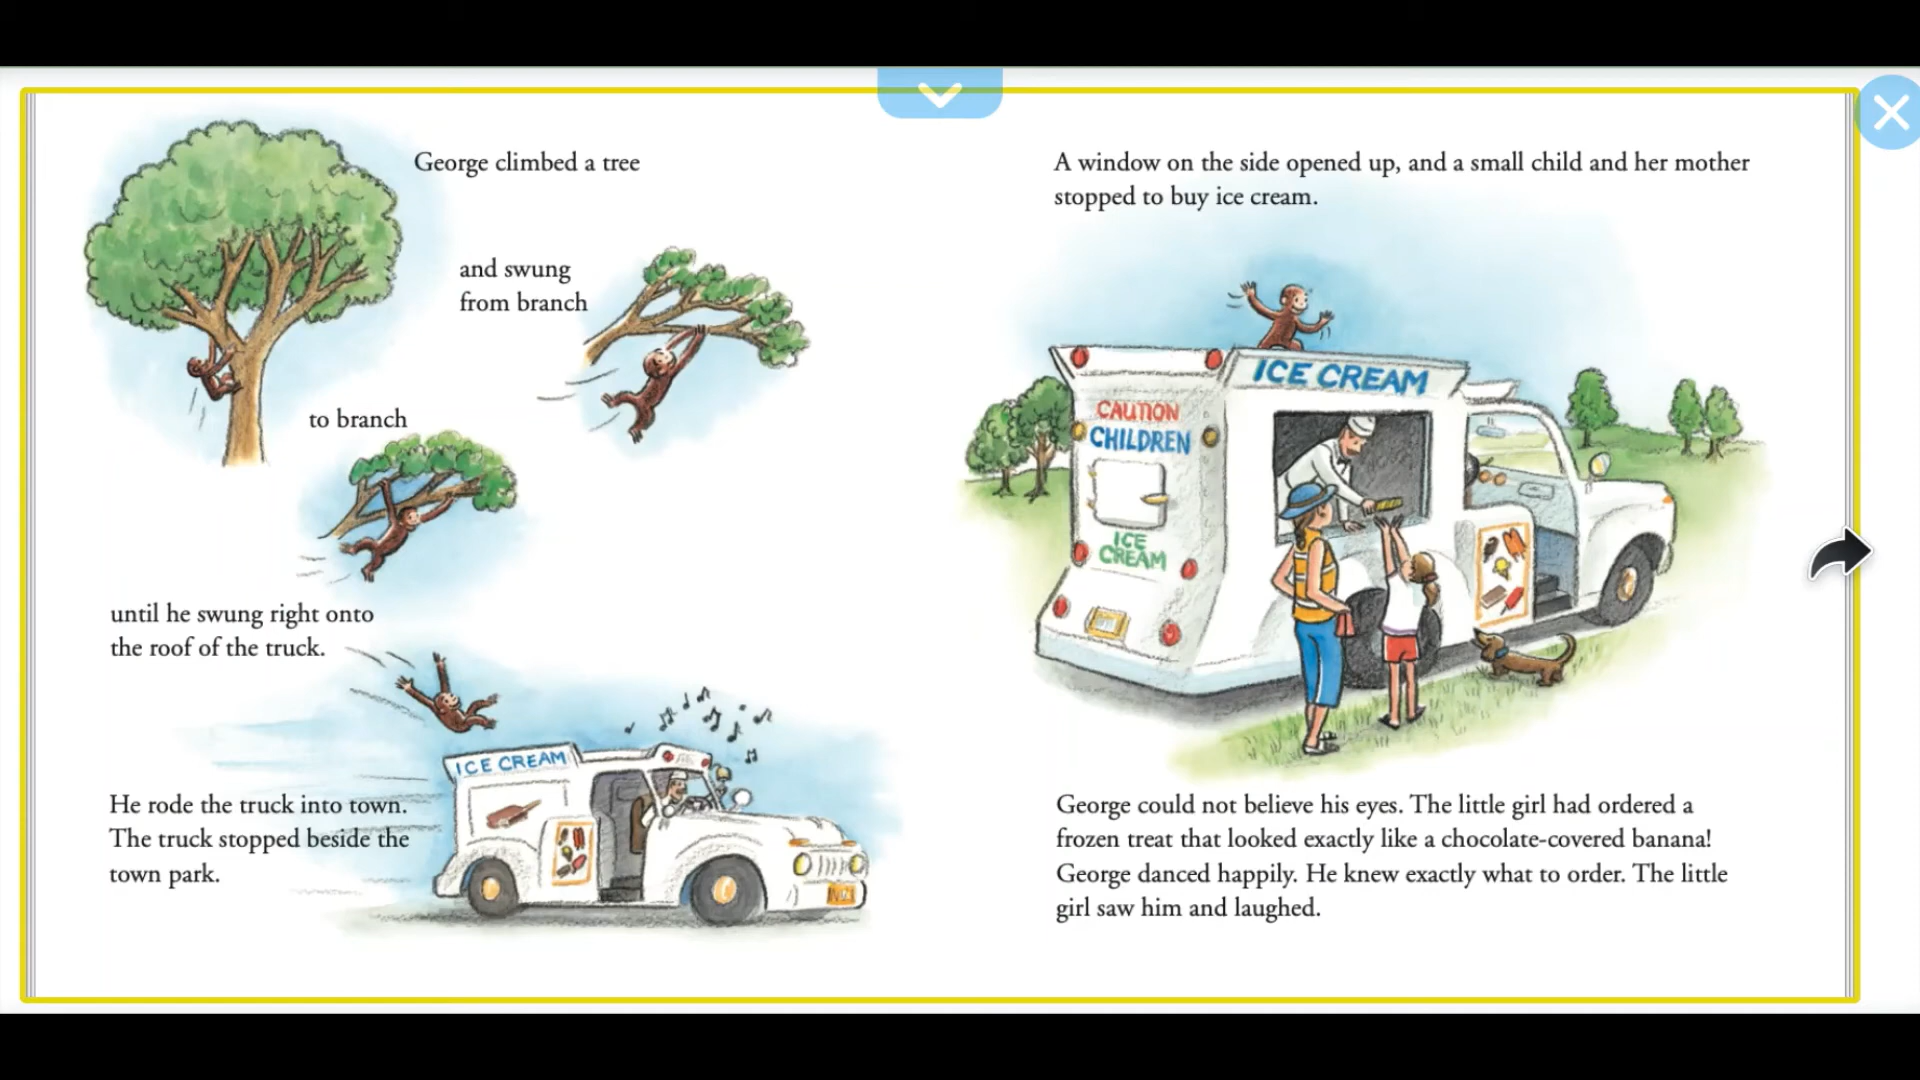 George climbed a tree
and swung
from branch
to branch
until he swung right onto
the roof of the truck.
ICE CREAM
He rode the truck into town.
The truck stopped beside the
town park.
A window on the side opened up, and a small child and her mother
stopped to buy ice cream.
ICE CREAM
CAUTION
CHILDREN
ICE
CREAM
George could not believe his eyes. The little girl had ordered a
frozen treat that looked exactly like a chocolate-covered banana!
George danced happily. He knew exactly what to order. The little
girl saw him and laughed.